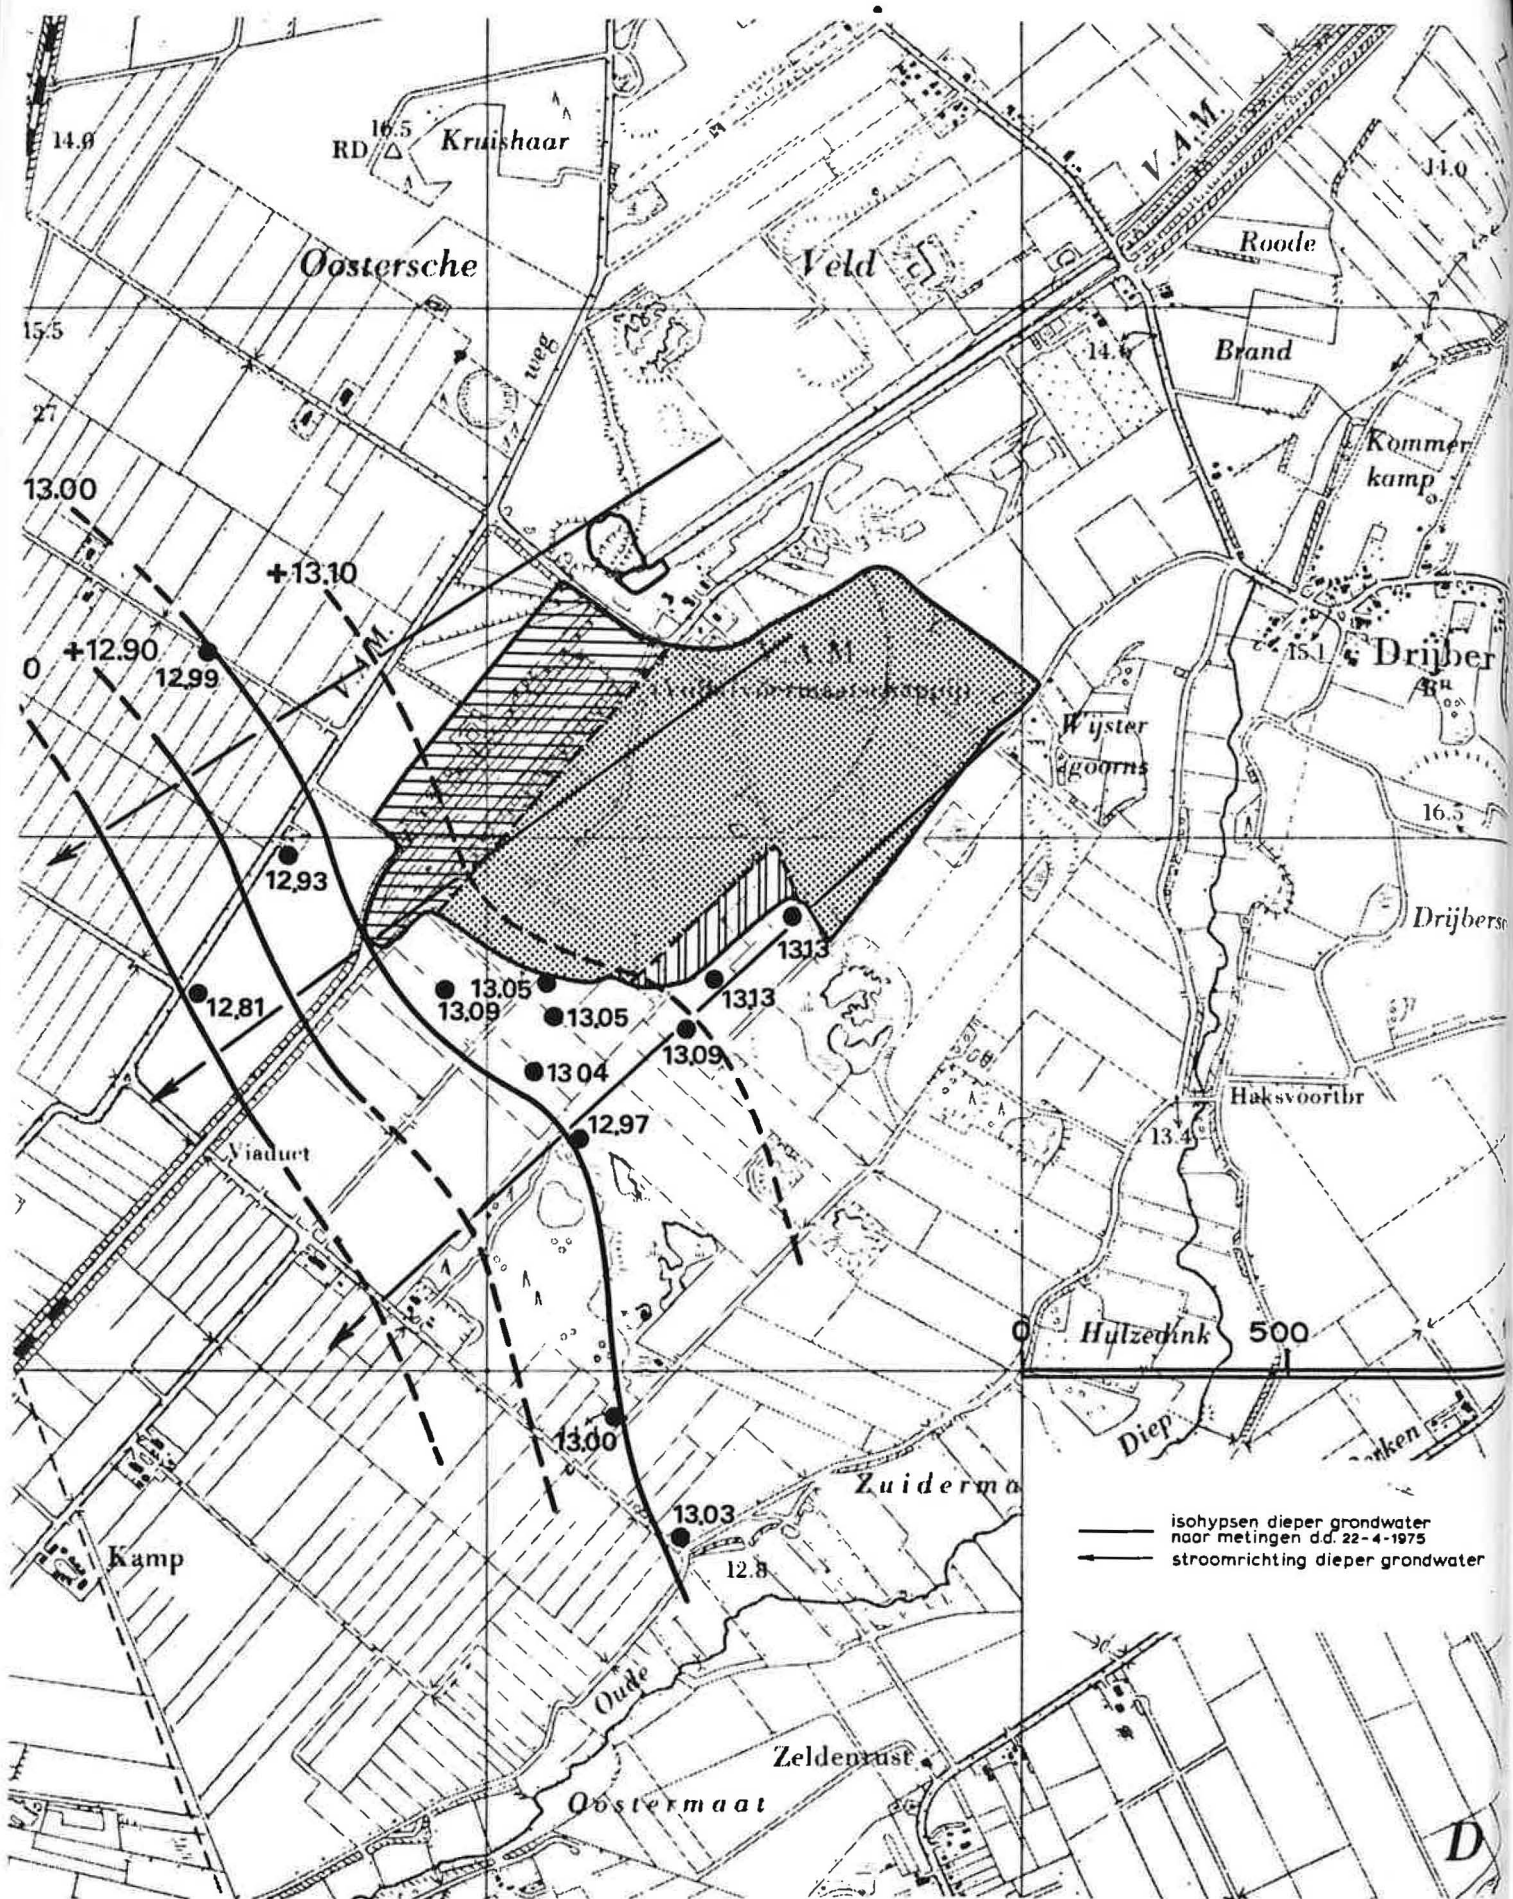 14.0
16.5
RD
Kruishaar
V.A.M.
14.0
Oostersche
Veld
Roode
15.5
weg
14.6
Brand
27
Kommer
kamp
13.00
+13.10
+12.90
12,99
0
V.A.M.
A.M
15.1
Drijber
Wijster
goorns
16.5
12,93
Drijbers
13.13
12,81
13.05
13.09
13.05
13.13
13.09
13 04
Haksvoortbr
12.97
13.4
Viaduct
0
Hulzedink
500
13.00
Diep
Zuiderma
13.03
isohypsen dieper grondwater
naar metingen d.d. 22-4-1975
stroomrichting dieper grondwater
Kamp
12.8
Oude
Zeldenrust
Oostermaat
D